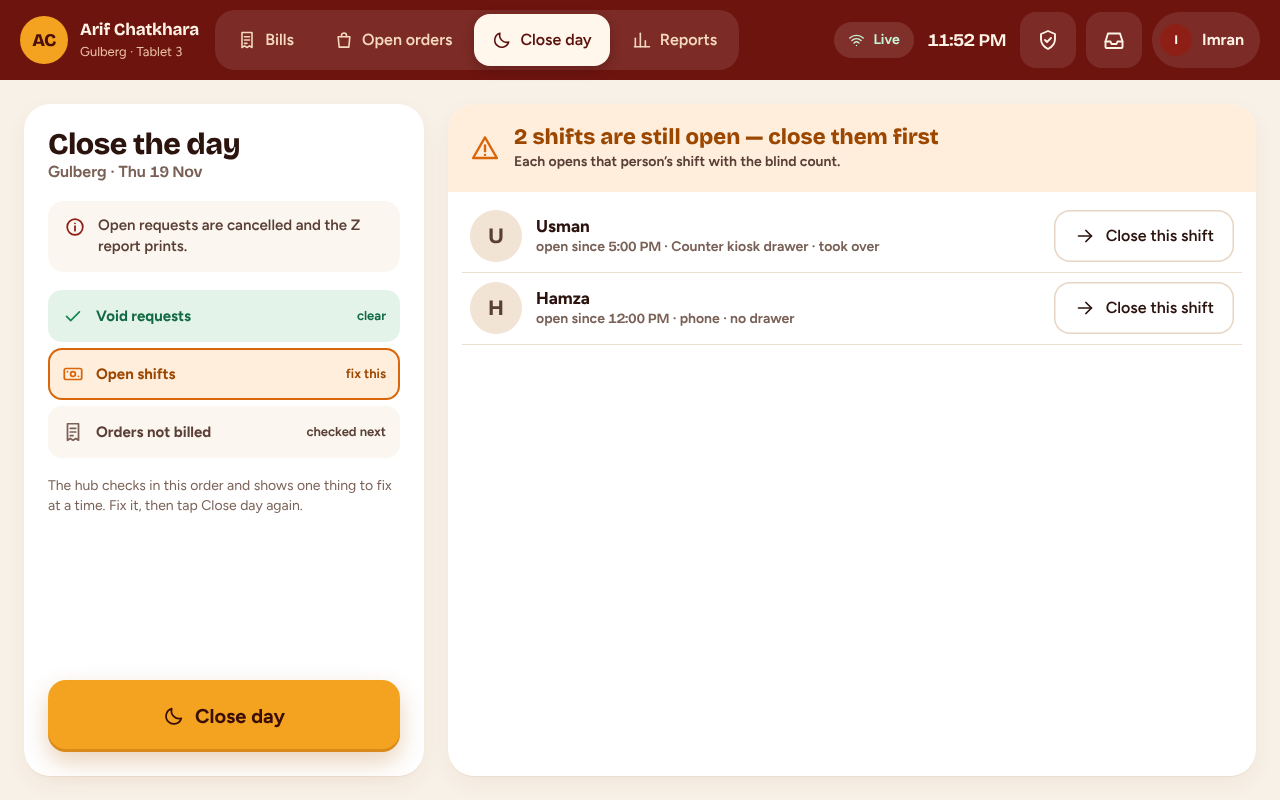 AC
Arif Chatkhara
Gulberg · Tablet 3
Bills
Open orders
Close day
Reports
Live
11:52 PM
I
Imran
Close the day
Gulberg · Thu 19 Nov
Open requests are cancelled and the Z
report prints.
Void requests
clear
Open shifts
fix this
Orders not billed
checked next
The hub checks in this order and shows one thing to fix
at a time. Fix it, then tap Close day again.
Close day
2 shifts are still open — close them first
Each opens that person’s shift with the blind count.
U
Usman
open since 5:00 PM · Counter kiosk drawer · took over
Close this shift
H
Hamza
open since 12:00 PM · phone · no drawer
Close this shift